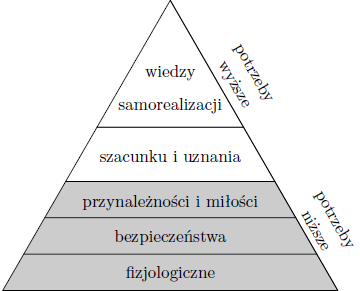 wiedzy
samorealizacji
szacunku i uznania
przynależności i miłości
bezpieczeństwa
fizjologiczne
potrzeby
wyższe
potrzeby
niższe